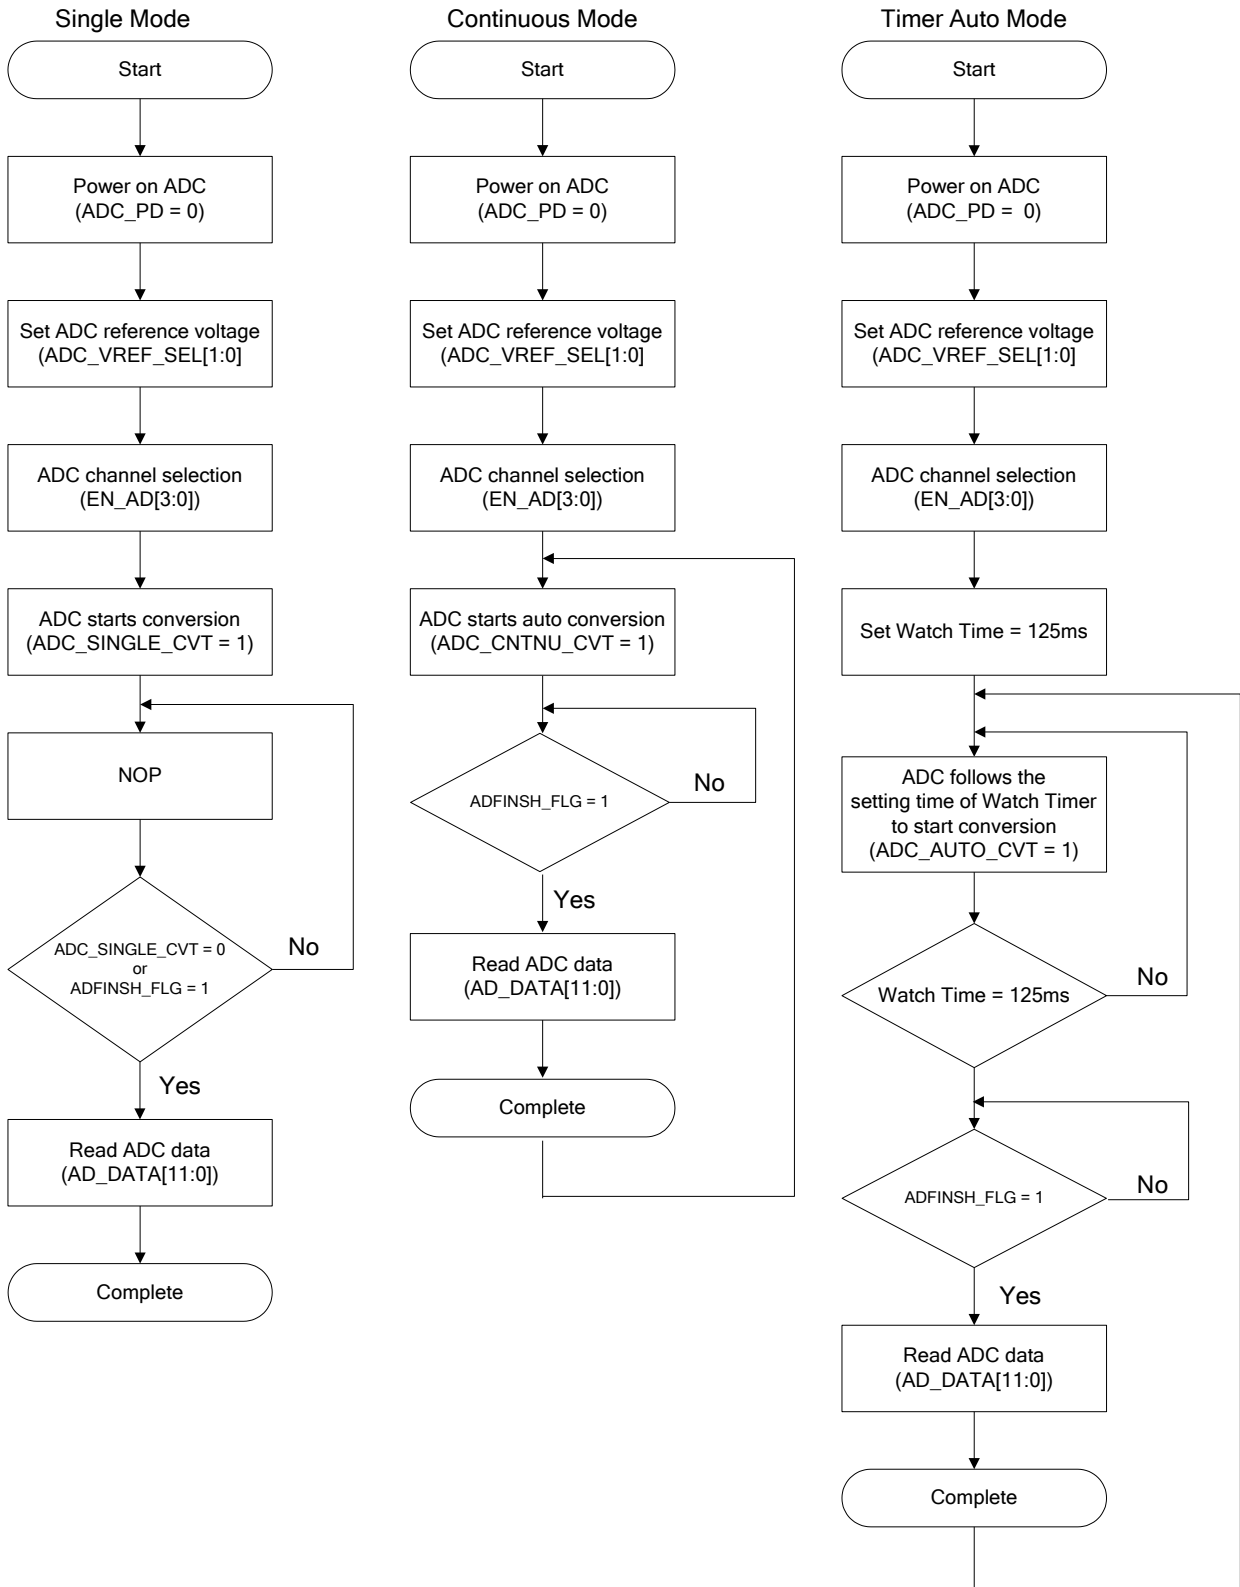 Single Mode
Start
Power on ADC
(ADC_PD = 0)
Set ADC reference voltage
(ADC_VREF_SEL[1:0]
ADC channel selection
(EN_AD[3:0])
ADC starts conversion
(ADC_SINGLE_CVT = 1)
NOP
ADC_SINGLE_CVT = 0
or
ADFINSH_FLG = 1
No
Yes
Read ADC data
(AD_DATA[11:0])
Complete
Continuous Mode
Start
Power on ADC
(ADC_PD = 0)
Set ADC reference voltage
(ADC_VREF_SEL[1:0]
ADC channel selection
(EN_AD[3:0])
ADC starts auto conversion
(ADC_CNTNU_CVT = 1)
ADFINSH_FLG = 1
No
Yes
Read ADC data
(AD_DATA[11:0])
Complete
Timer Auto Mode
Start
Power on ADC
(ADC_PD =  0)
Set ADC reference voltage
(ADC_VREF_SEL[1:0]
ADC channel selection
(EN_AD[3:0])
Set Watch Time = 125ms
ADC follows the
setting time of Watch Timer
to start conversion
(ADC_AUTO_CVT = 1)
Watch Time = 125ms
No
ADFINSH_FLG = 1
No
Yes
Read ADC data
(AD_DATA[11:0])
Complete